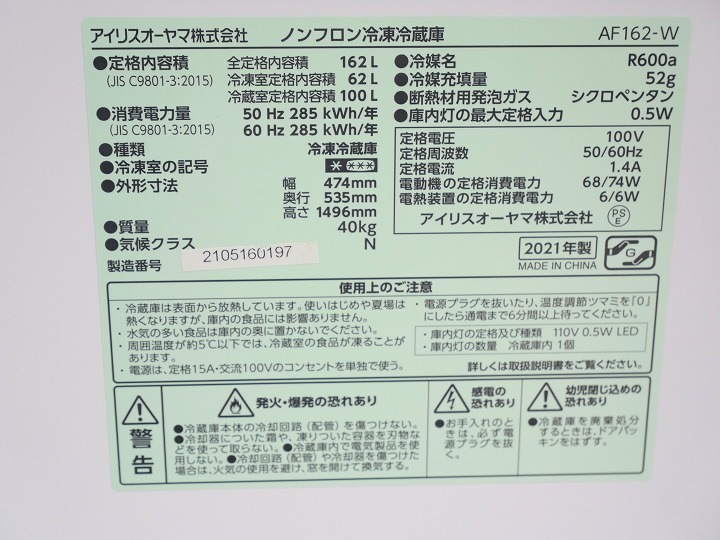 アイリスオーヤマ株式会社 ノンフロン冷凍冷蔵庫 AF162-W
●定格内容積 全定格内容積 162L
(JIS C9801-3:2015) 冷凍室定格内容積 62L
冷蔵室定格内容積 100L
●消費電力量 50 Hz 285 kWh/年
(JIS C9801-3:2015) 60 Hz 285 kWh/年
●種類 冷凍冷蔵庫
●冷凍室の記号
●外形寸法 幅 474mm
奥行 535mm
高さ 1496mm
●質量 40kg
●気候クラス N
製造番号 2105160197
●冷媒名 R600a
●冷媒充填量 52g
●断熱材用発泡ガス シクロペンタン
●庫内灯の最大定格入力 0.5W
定格電圧 100V
定格周波数 50/60Hz
定格電流 1.4A
電動機の定格消費電力 68/74W
電熱装置の定格消費電力 6/6W
アイリスオーヤマ株式会社 PSE
2021年製
MADE IN CHINA
G
使用上のご注意
・冷蔵庫は表面から放熱しています。使いはじめや夏場は
熱くなりますが、庫内の食品には影響ありません。
・水気の多い食品は庫内の奥に置かないでください。
・周囲温度が約5℃以下では、冷蔵室の食品が凍ることが
あります。
・電源は、定格15A・交流100Vのコンセントを単独で使う。
・電源プラグを抜いたり、温度調節ツマミを「0」
にしたら通電まで6分以上待ってください。
・庫内灯の定格及び種類 110V 0.5W LED
・庫内灯の数量 冷蔵庫内 1個
詳しくは取扱説明書をご覧ください。
警告
発火・爆発の恐れあり
●冷蔵庫本体の冷却回路(配管)を傷つけない。
●冷却器についた霜や、凍りついた容器を刃物な
どを使って取らない。●冷蔵庫内で電気製品を使
用しない。●冷却回路(配管)や冷却器を傷つけた
場合は、火気の使用を避け、窓を開けて換気する。
感電の
恐れあり
●お手入れのと
きは、必ず電
源プラグを抜く。
幼児閉じ込めの
恐れあり
●冷蔵庫を廃棄処分
するときは、ドアパッ
キンをはずす。